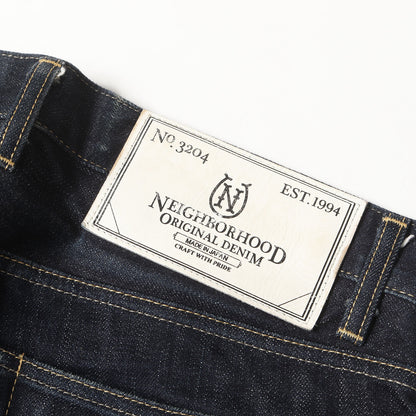 No. 3204
EST. 1994
N
NEIGHBORHOOD
ORIGINAL DENIM
MADE IN JAPAN
CRAFT WITH PRIDE